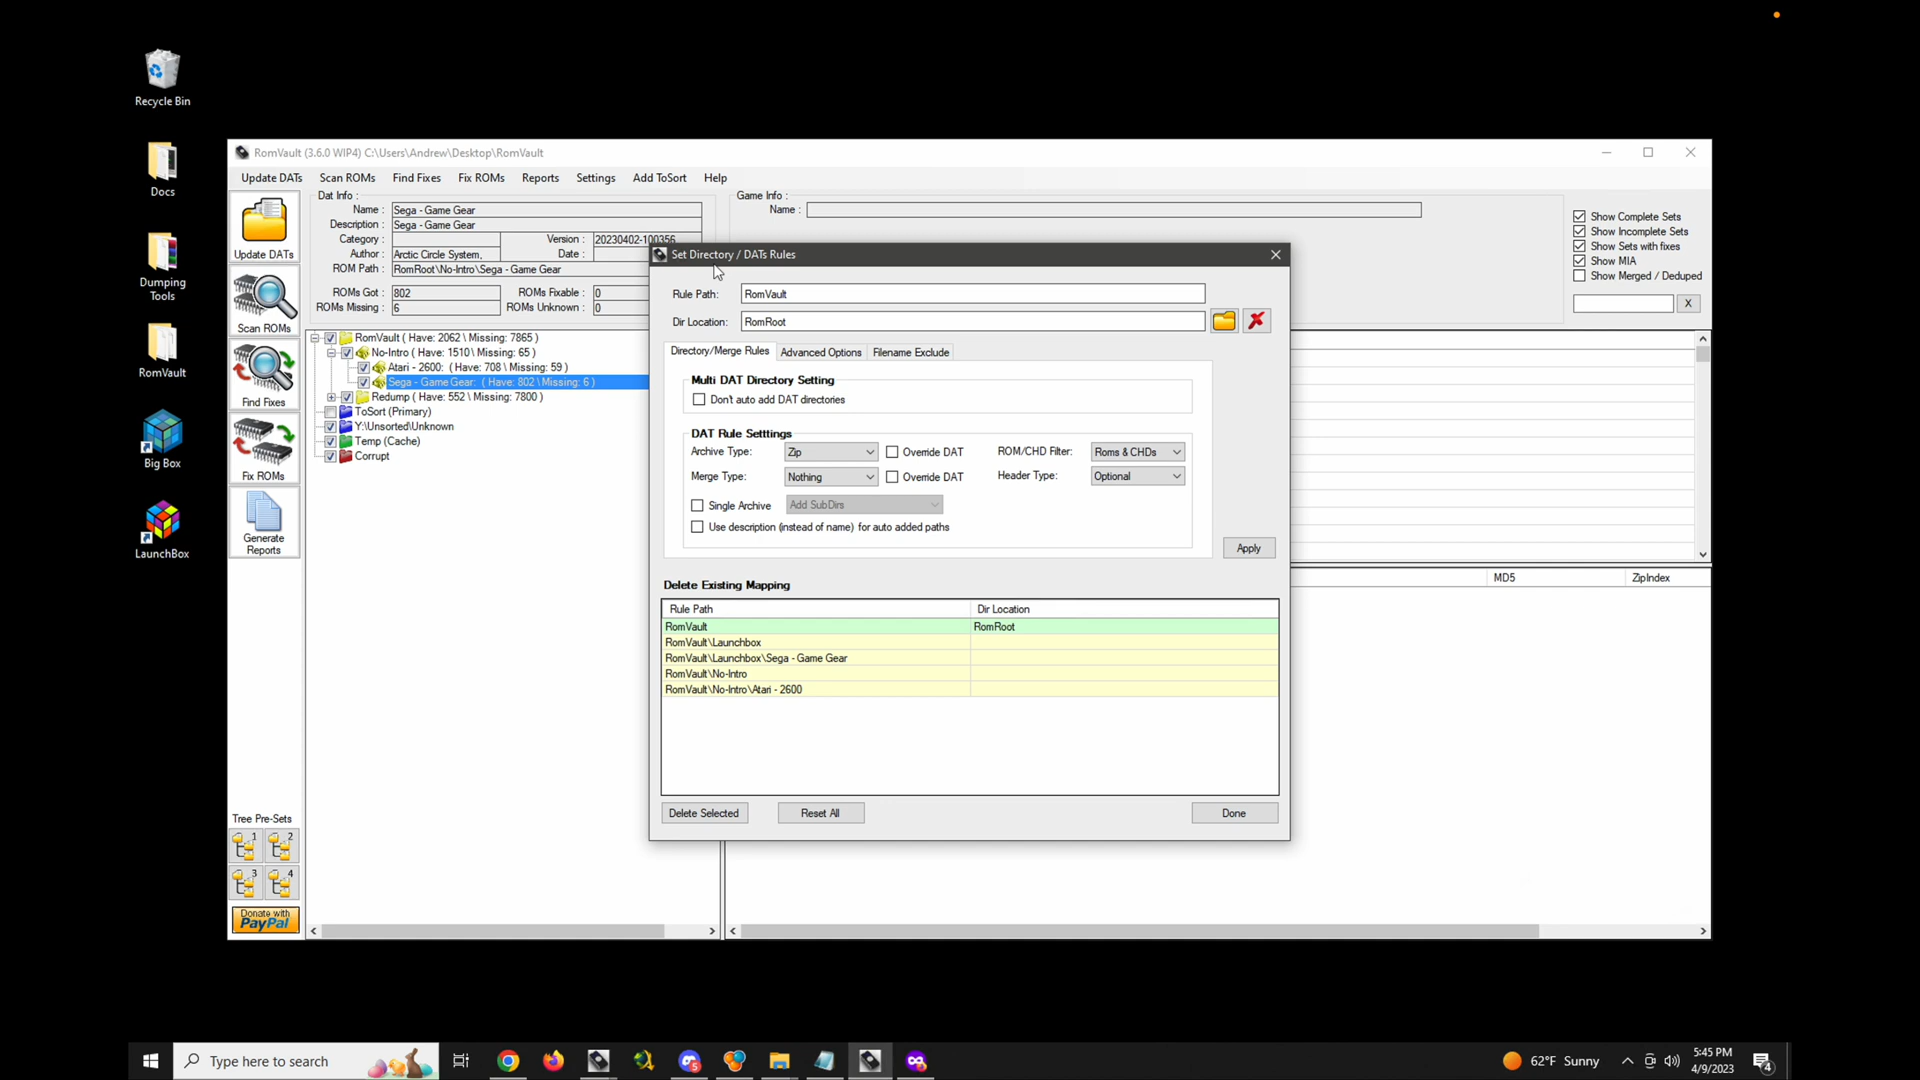 Recycle Bin
Docs
Dumping
Tools
RomVault
Big Box
LaunchBox
RomVault (3.6.0 WIP4) C:\Users\Andrew\Desktop\RomVault
Update DATs Scan ROMs Find Fixes Fix ROMs Reports Settings Add ToSort Help
Dat Info :
Name : Sega - Game Gear
Description : Sega - Game Gear
Category : Version : 20230402-100356
Author : Arctic Circle System, Date :
ROM Path : RomRoot\No-Intro\Sega - Game Gear
ROMs Got : 802 ROMs Fixable : 0
ROMs Missing : 6 ROMs Unknown : 0
Game Info :
Name :
Show Complete Sets
Show Incomplete Sets
Show Sets with fixes
Show MIA
Show Merged / Deduped
X
Update DATs
Scan ROMs
Find Fixes
Fix ROMs
Generate
Reports
Tree Pre-Sets
1 2
3 4
Donate with
PayPal
RomVault ( Have: 2062 \ Missing: 7865 )
No-Intro ( Have: 1510 \ Missing: 65 )
Atari - 2600: ( Have: 708 \ Missing: 59 )
Sega - Game Gear: ( Have: 802 \ Missing: 6 )
Redump ( Have: 552 \ Missing: 7800 )
ToSort (Primary)
Y:\Unsorted\Unknown
Temp (Cache)
Corrupt
MD5 ZipIndex
Set Directory / DATs Rules
Rule Path: RomVault
Dir Location: RomRoot
Directory/Merge Rules Advanced Options Filename Exclude
Multi DAT Directory Setting
Don't auto add DAT directories
DAT Rule Setttings
Archive Type: Zip Override DAT ROM/CHD Filter: Roms & CHDs
Merge Type: Nothing Override DAT Header Type: Optional
Single Archive Add SubDirs
Use description (instead of name) for auto added paths
Apply
Delete Existing Mapping
Rule Path Dir Location
RomVault RomRoot
RomVault\Launchbox
RomVault\Launchbox\Sega - Game Gear
RomVault\No-Intro
RomVault\No-Intro\Atari - 2600
Delete Selected Reset All Done
Type here to search
62°F Sunny
5:45 PM
4/9/2023
4